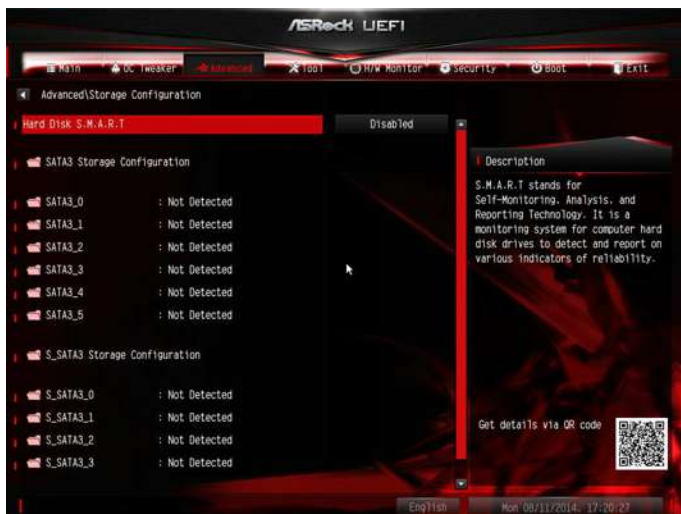 ASRock UEFI
Main OC Tweaker Advanced Tool H/W Monitor Security Boot Exit
Advanced\Storage Configuration
Hard Disk S.M.A.R.T Disabled
SATA3 Storage Configuration
SATA3_0 : Not Detected
SATA3_1 : Not Detected
SATA3_2 : Not Detected
SATA3_3 : Not Detected
SATA3_4 : Not Detected
SATA3_5 : Not Detected
S_SATA3 Storage Configuration
S_SATA3_0 : Not Detected
S_SATA3_1 : Not Detected
S_SATA3_2 : Not Detected
S_SATA3_3 : Not Detected
Description
S.M.A.R.T stands for
Self-Monitoring, Analysis, and
Reporting Technology. It is a
monitoring system for computer hard
disk drives to detect and report on
various indicators of reliability.
Get details via QR code
English Mon 08/11/2014, 17:20:27